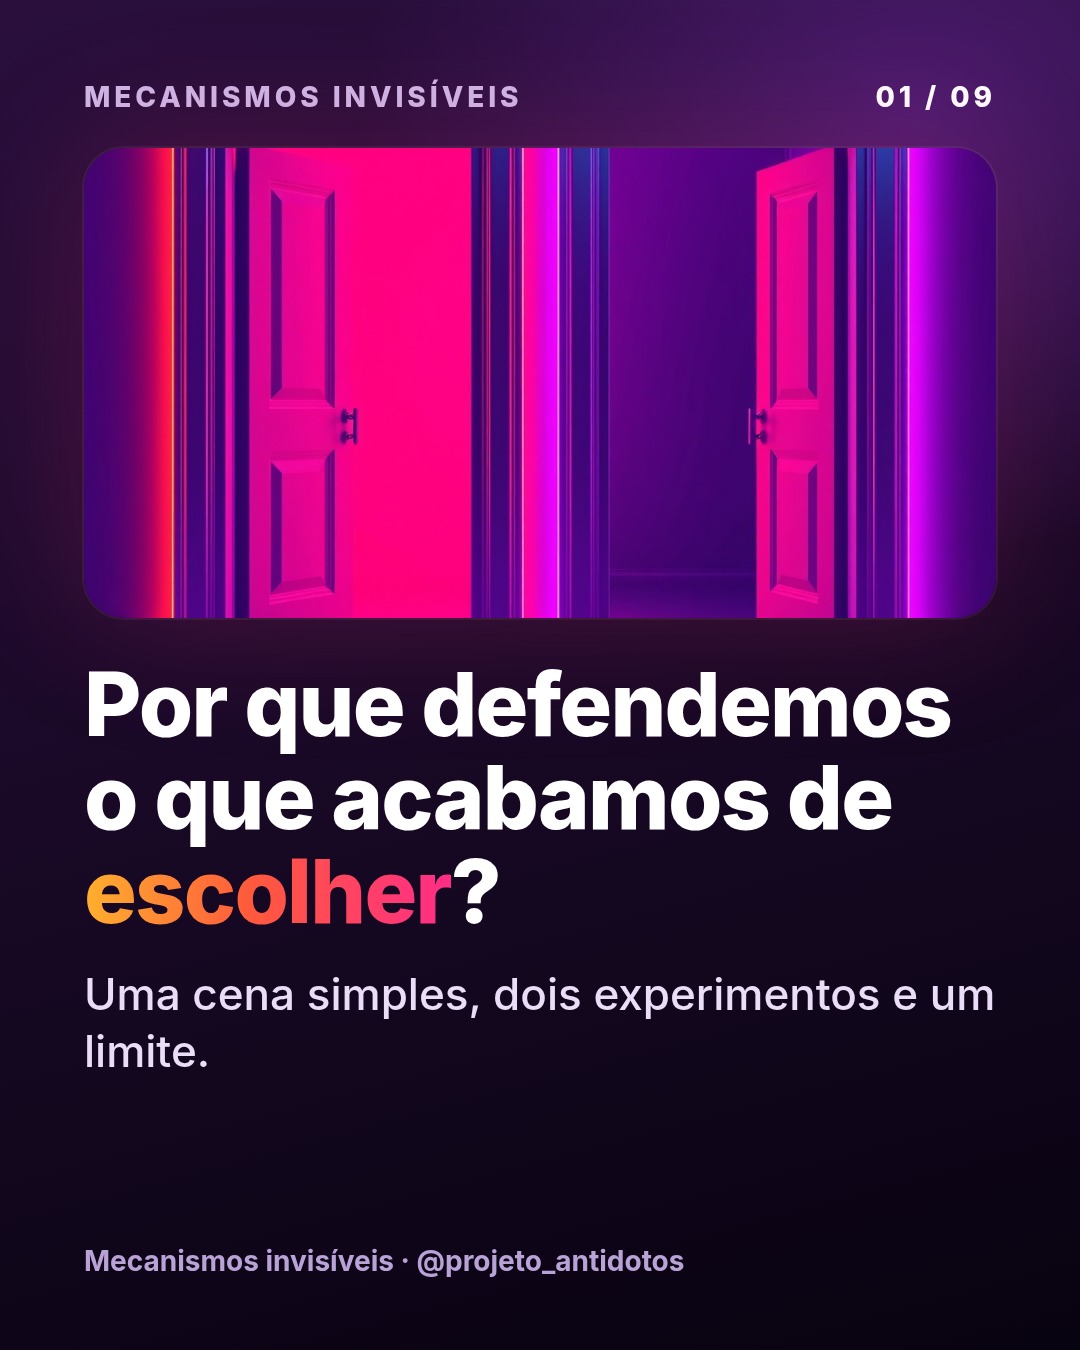 MECANISMOS INVISÍVEIS
01 / 09
Por que defendemos
o que acabamos de
escolher?
Uma cena simples, dois experimentos e um
limite.
Mecanismos invisíveis · @projeto_antidotos